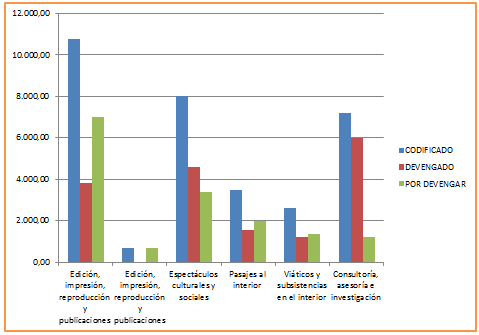 12.000,00
10.000,00
8.000,00
6.000,00
4.000,00
2.000,00
0,00
Edición,
impresión,
reproducción
y
publicaciones
Edición,
impresión,
reproducción
y
publicaciones
Espectáculos
culturales y
sociales
Pasajes al
interior
Viáticos y
subsistencias
en el interior
Consultoría,
asesoría e
investigación
CODIFICADO
DEVENGADO
POR DEVENGAR